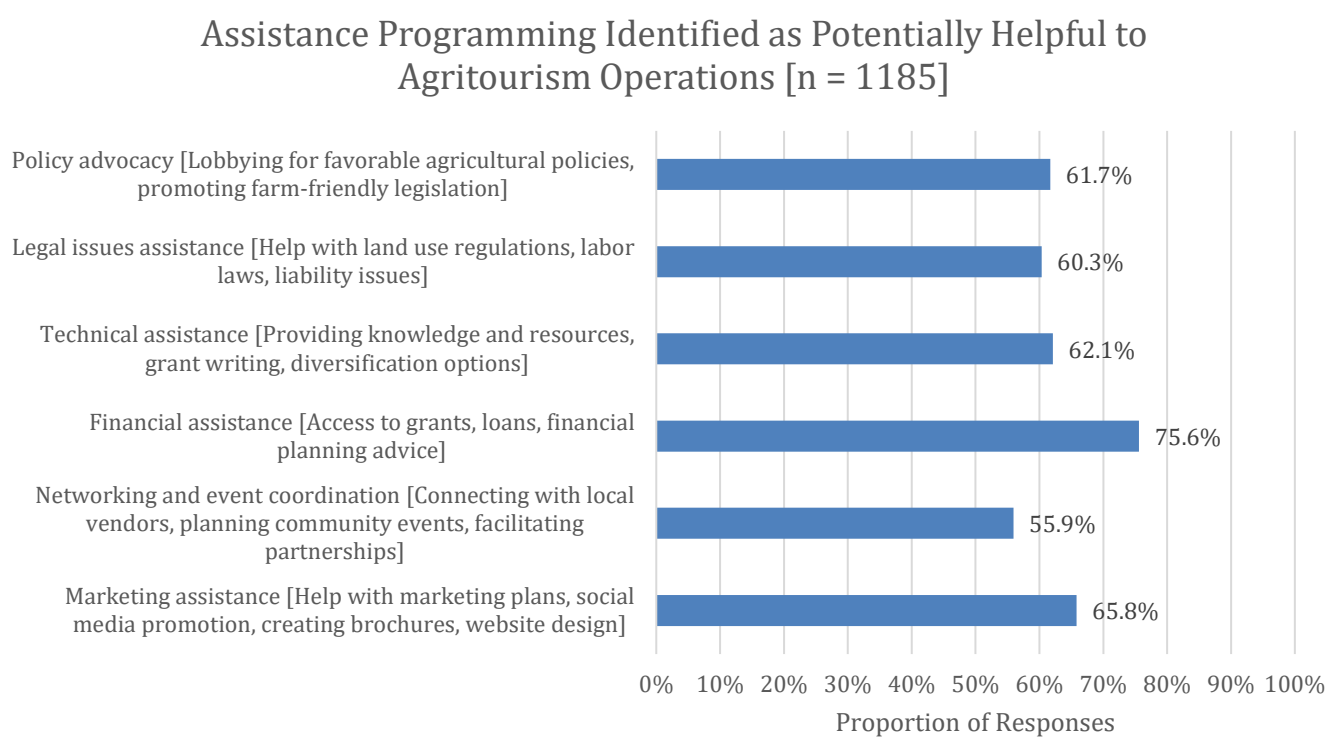 Assistance Programming Identified as Potentially Helpful to
Agritourism Operations [n = 1185]
Policy advocacy [Lobbying for favorable agricultural policies,
promoting farm-friendly legislation]
61.7%
Legal issues assistance [Help with land use regulations, labor
laws, liability issues]
60.3%
Technical assistance [Providing knowledge and resources,
grant writing, diversification options]
62.1%
Financial assistance [Access to grants, loans, financial
planning advice]
75.6%
Networking and event coordination [Connecting with local
vendors, planning community events, facilitating
partnerships]
55.9%
Marketing assistance [Help with marketing plans, social
media promotion, creating brochures, website design]
65.8%
0% 10% 20% 30% 40% 50% 60% 70% 80% 90% 100%
Proportion of Responses